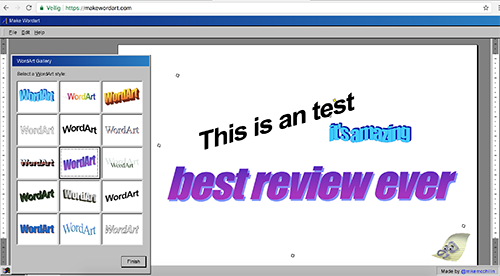 Veilig | https://makewordart.com
Make Wordart
File Edit Help
WordArt Gallery
Select a WordArt style:
WordArt WordArt WordArt
WordArt WordArt WordArt
WordArt WordArt WordArt
WordArt WordArt WordArt
WordArt WordArt WordArt
Finish
This is an test
it's amazing
best review ever
Made by